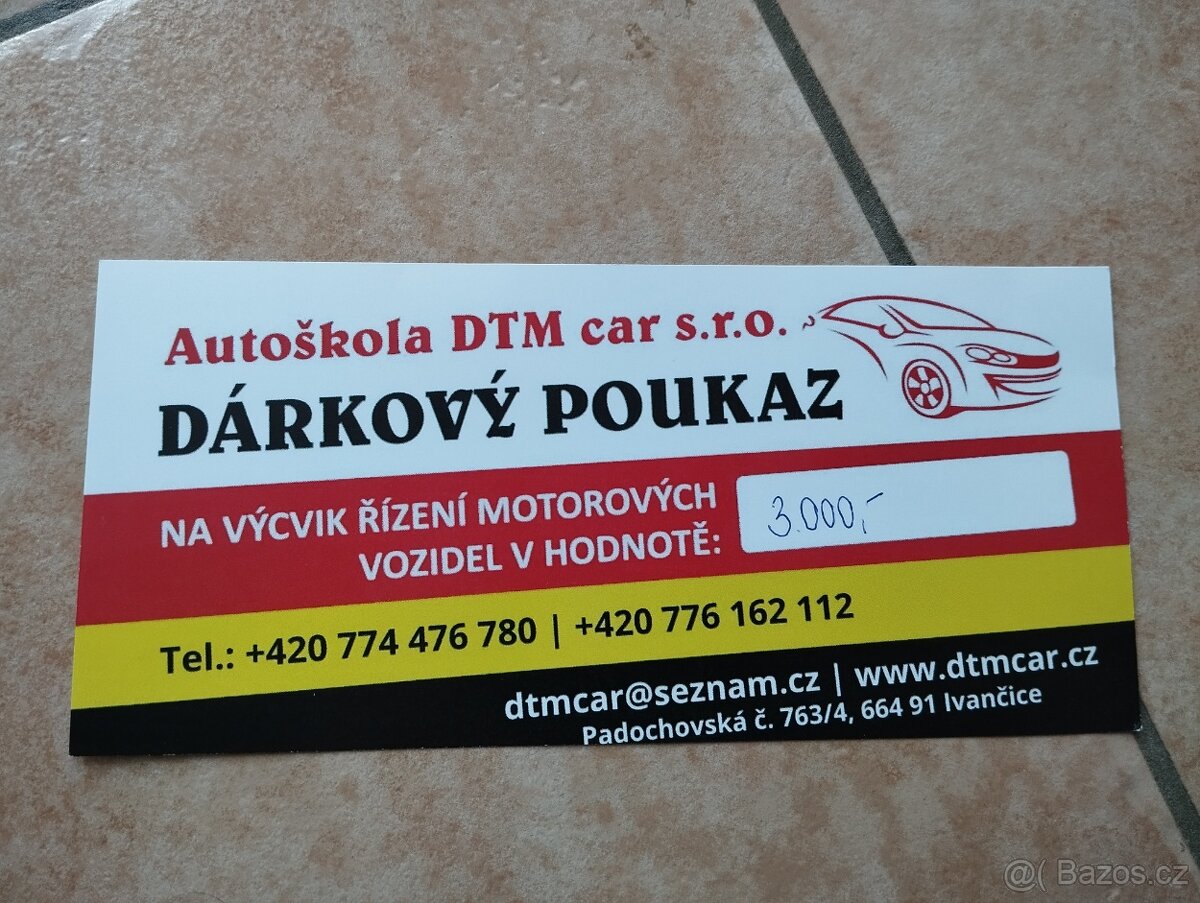 Autoškola DTM car s.r.o.
DÁRKOVÝ POUKAZ
NA VÝCVIK ŘÍZENÍ MOTOROVÝCH
VOZIDEL V HODNOTĚ:
3.000,-
Tel.: +420 774 476 780 | +420 776 162 112
dtmcar@seznam.cz | www.dtmcar.cz
Padochovská č. 763/4, 664 91 Ivančice
@( Bazos.cz